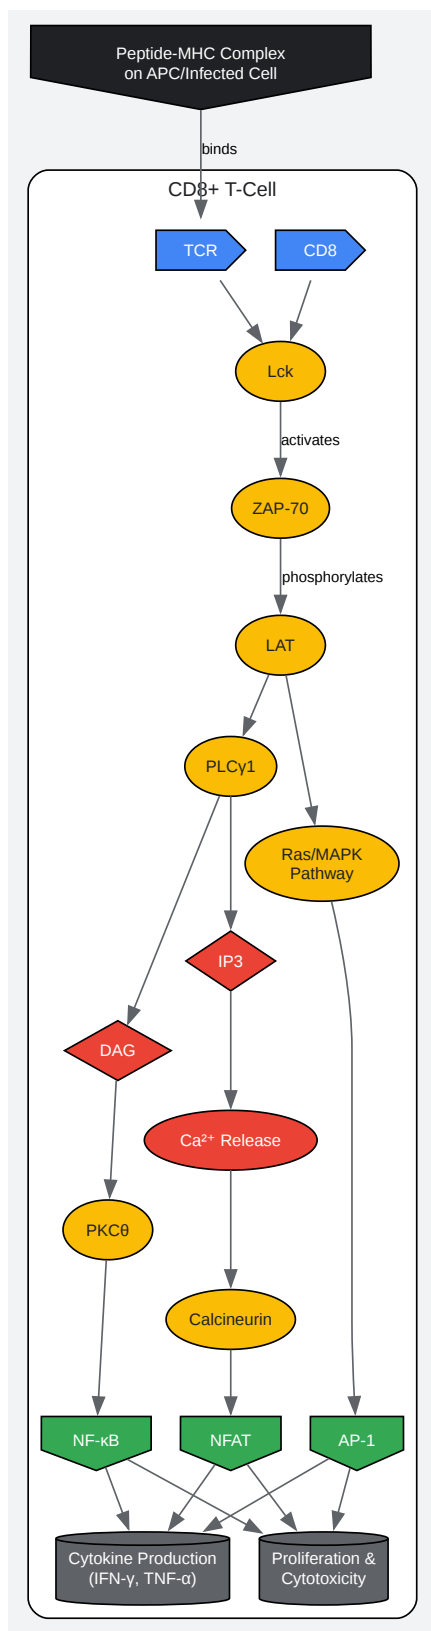 Peptide-MHC Complex
on APC/Infected Cell
binds
CD8+ T-Cell
TCR
CD8
Lck
activates
ZAP-70
phosphorylates
LAT
PLCγ1
Ras/MAPK
Pathway
IP3
DAG
Ca²⁺ Release
PKCθ
Calcineurin
NF-κB
NFAT
AP-1
Cytokine Production
(IFN-γ, TNF-α)
Proliferation &
Cytotoxicity